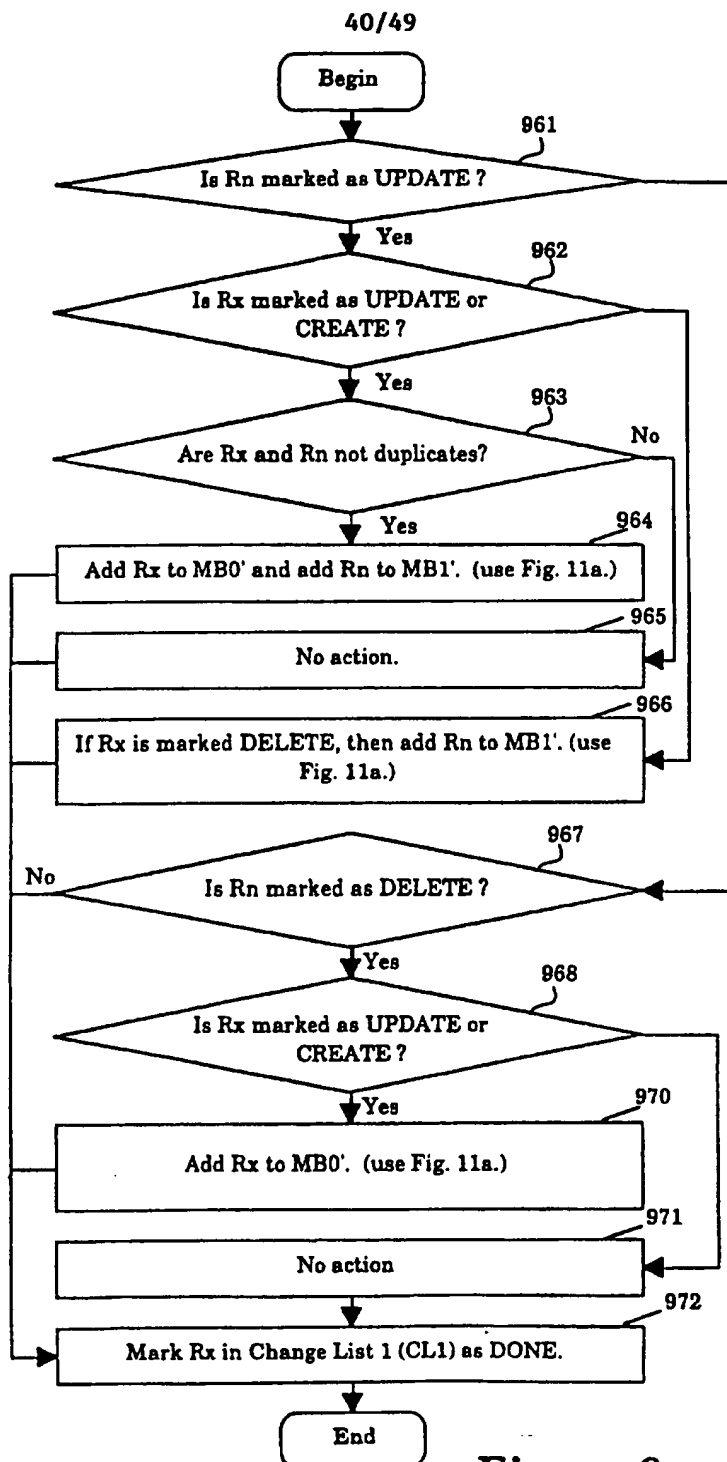 40/49
Begin
961
Is Rn marked as UPDATE ?
Yes
962
Is Rx marked as UPDATE or
CREATE ?
Yes
963
Are Rx and Rn not duplicates?
No
Yes
964
Add Rx to MB0' and add Rn to MB1'. (use Fig. 11a.)
965
No action.
966
If Rx is marked DELETE, then add Rn to MB1'. (use
Fig. 11a.)
967
No
Is Rn marked as DELETE ?
Yes
968
Is Rx marked as UPDATE or
CREATE ?
Yes
970
Add Rx to MB0'. (use Fig. 11a.)
971
No action
972
Mark Rx in Change List 1 (CL1) as DONE.
End